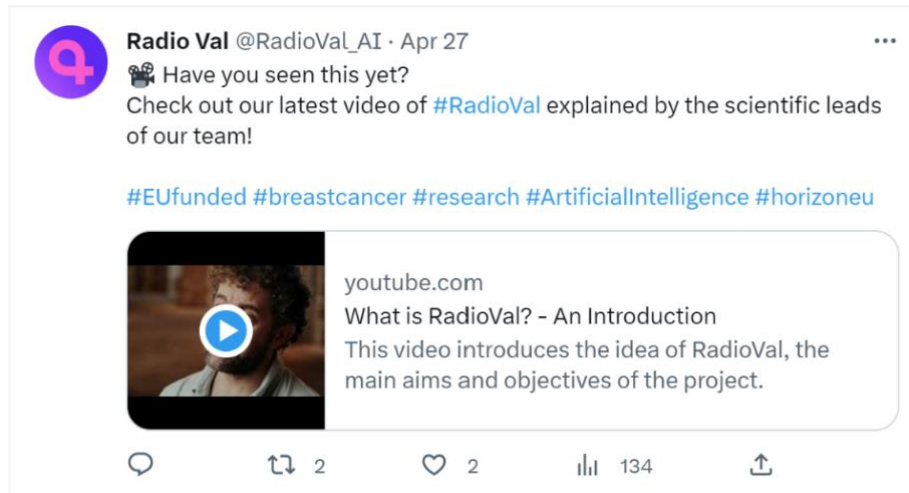 Radio Val @RadioVal_AI · Apr 27
Have you seen this yet?
Check out our latest video of #RadioVal explained by the scientific leads
of our team!
#EUfunded #breastcancer #research #ArtificialIntelligence #horizoneu
youtube.com
What is RadioVal? - An Introduction
This video introduces the idea of RadioVal, the
main aims and objectives of the project.
2 2 134